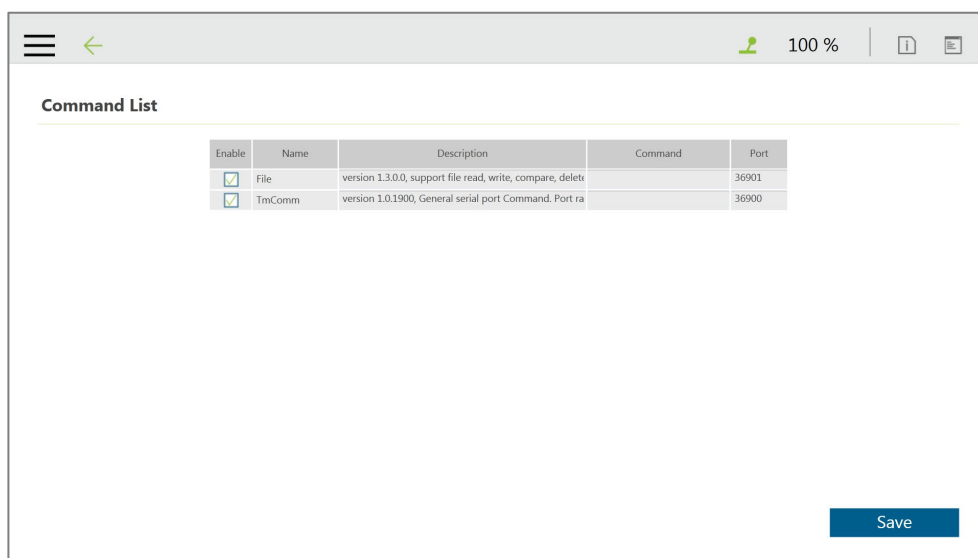 100 %
Command List
Enable Name Description Command Port
File version 1.3.0.0, support file read, write, compare, delete 36901
TmComm version 1.0.1900, General serial port Command. Port ra 36900
Save